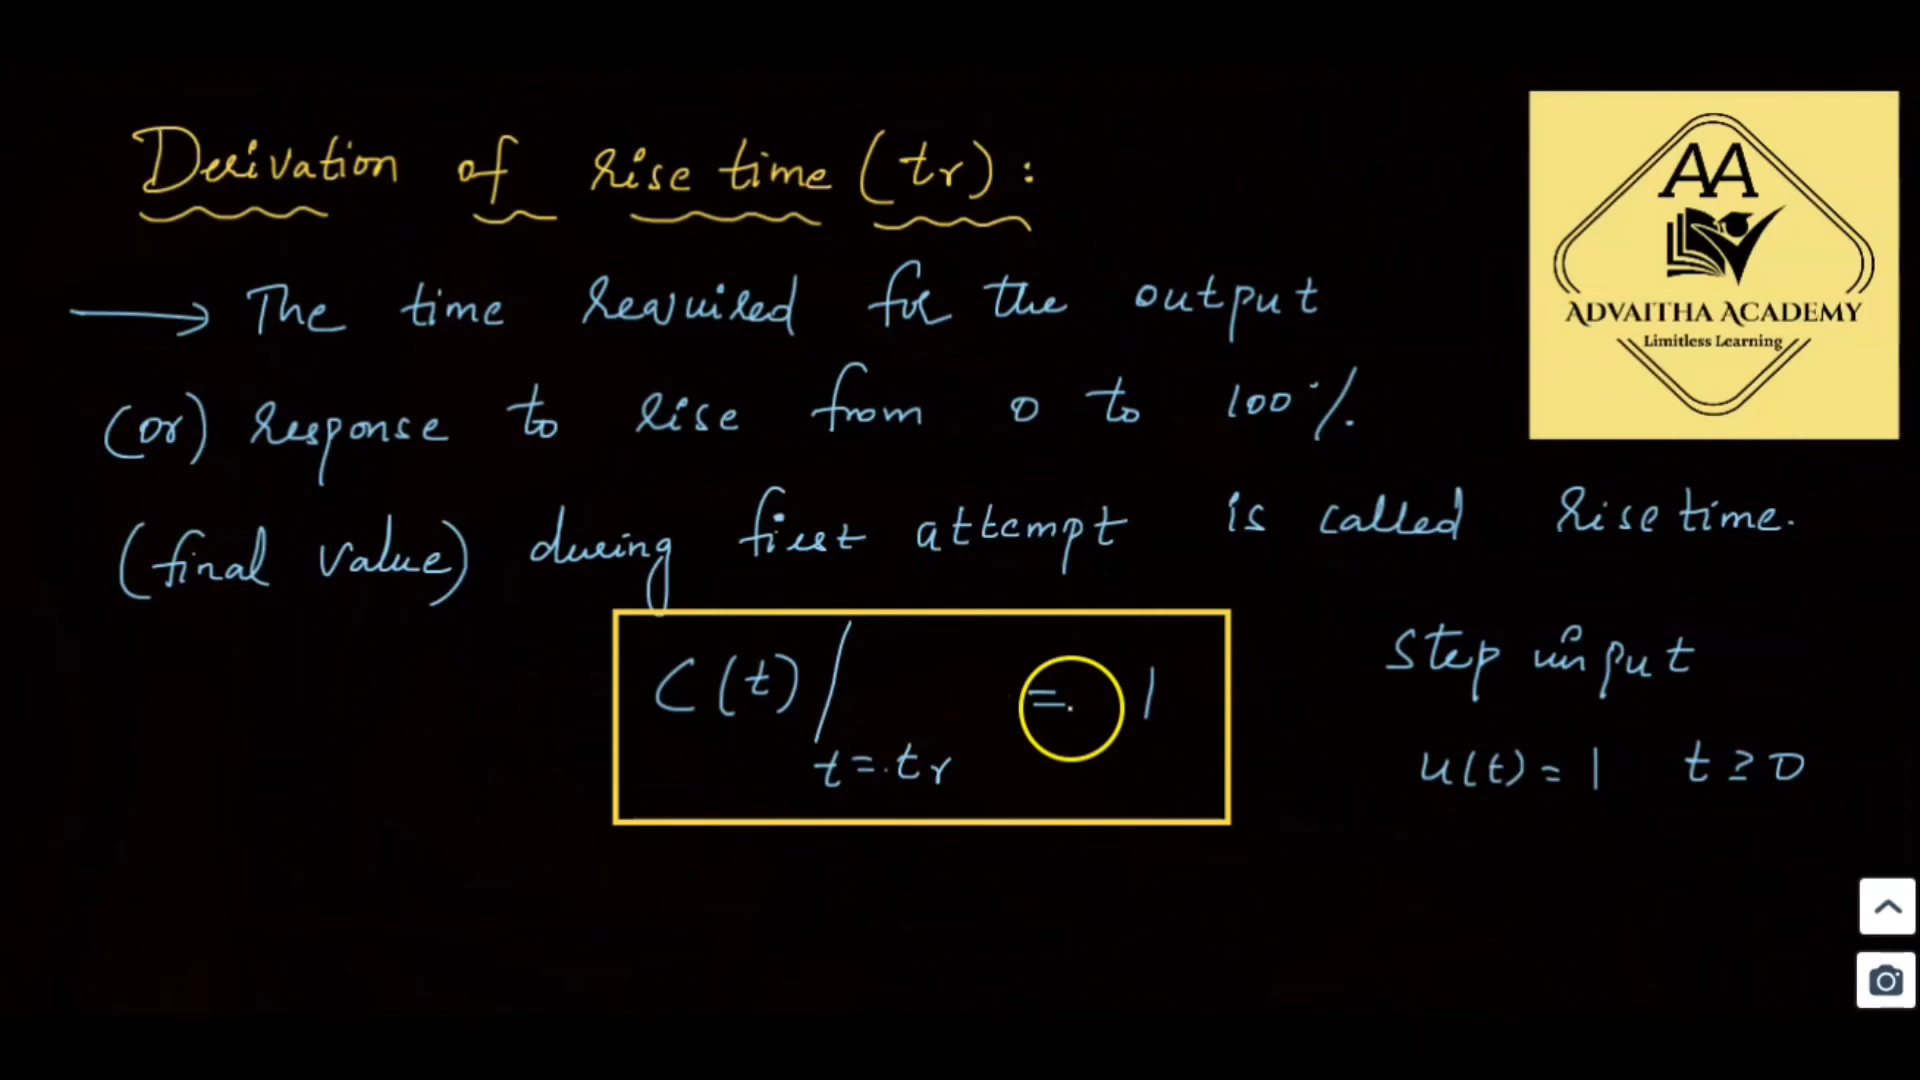 Derivation of rise time (tr) :
→ The time required for the output
(or) response to rise from 0 to 100%.
(final value) during first attempt is called rise time.
C(t) / t = tr = 1
Step input
u(t) = 1 t ≥ 0
AA
ADVAITHA ACADEMY
Limitless Learning